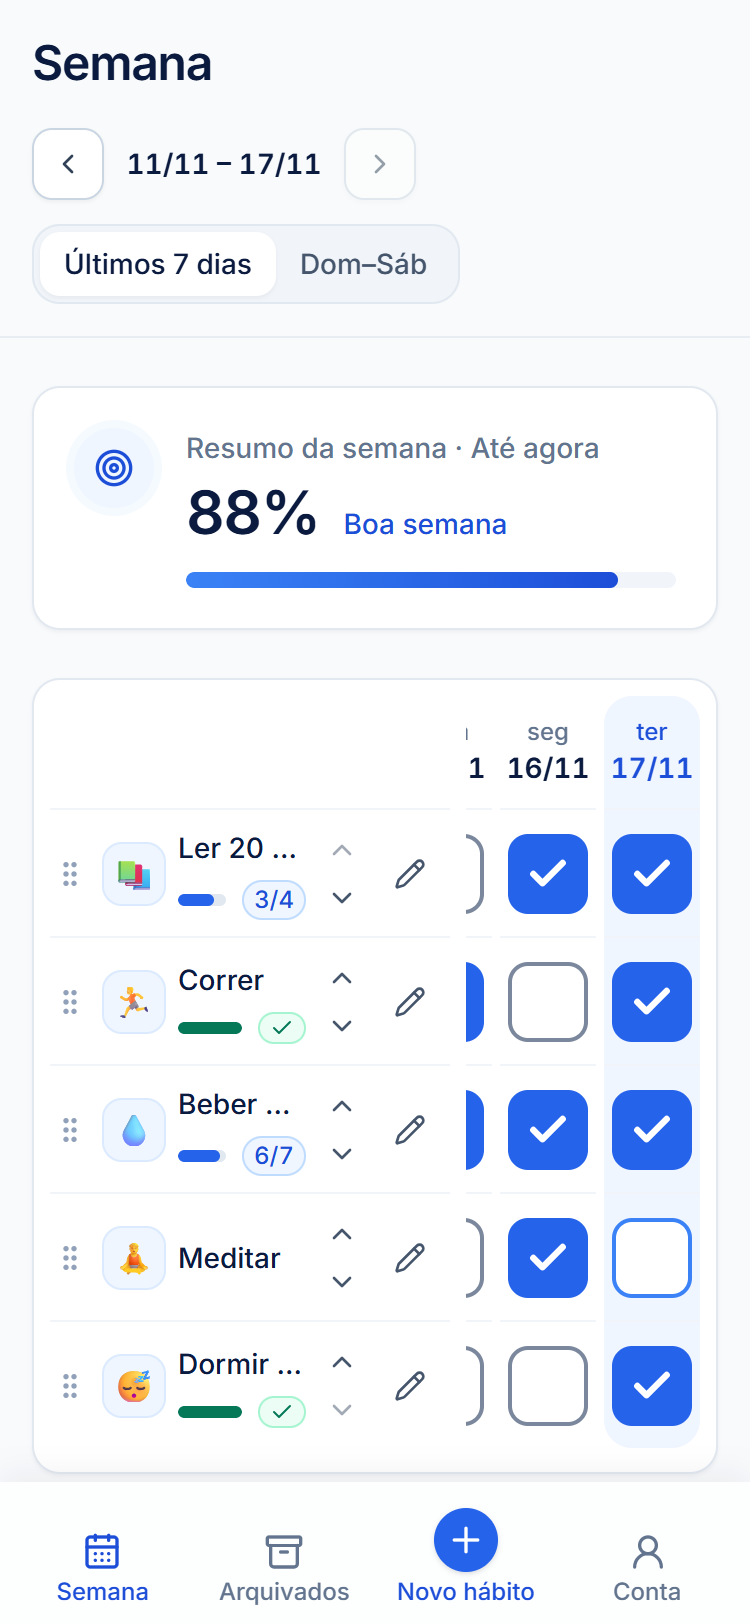 Semana
11/11 – 17/11
Últimos 7 dias
Dom–Sáb
Resumo da semana · Até agora
88% Boa semana
seg ter
1 16/11 17/11
Ler 20 ...
3/4
Correr
Beber ...
6/7
Meditar
Dormir ...
Semana Arquivados Novo hábito Conta